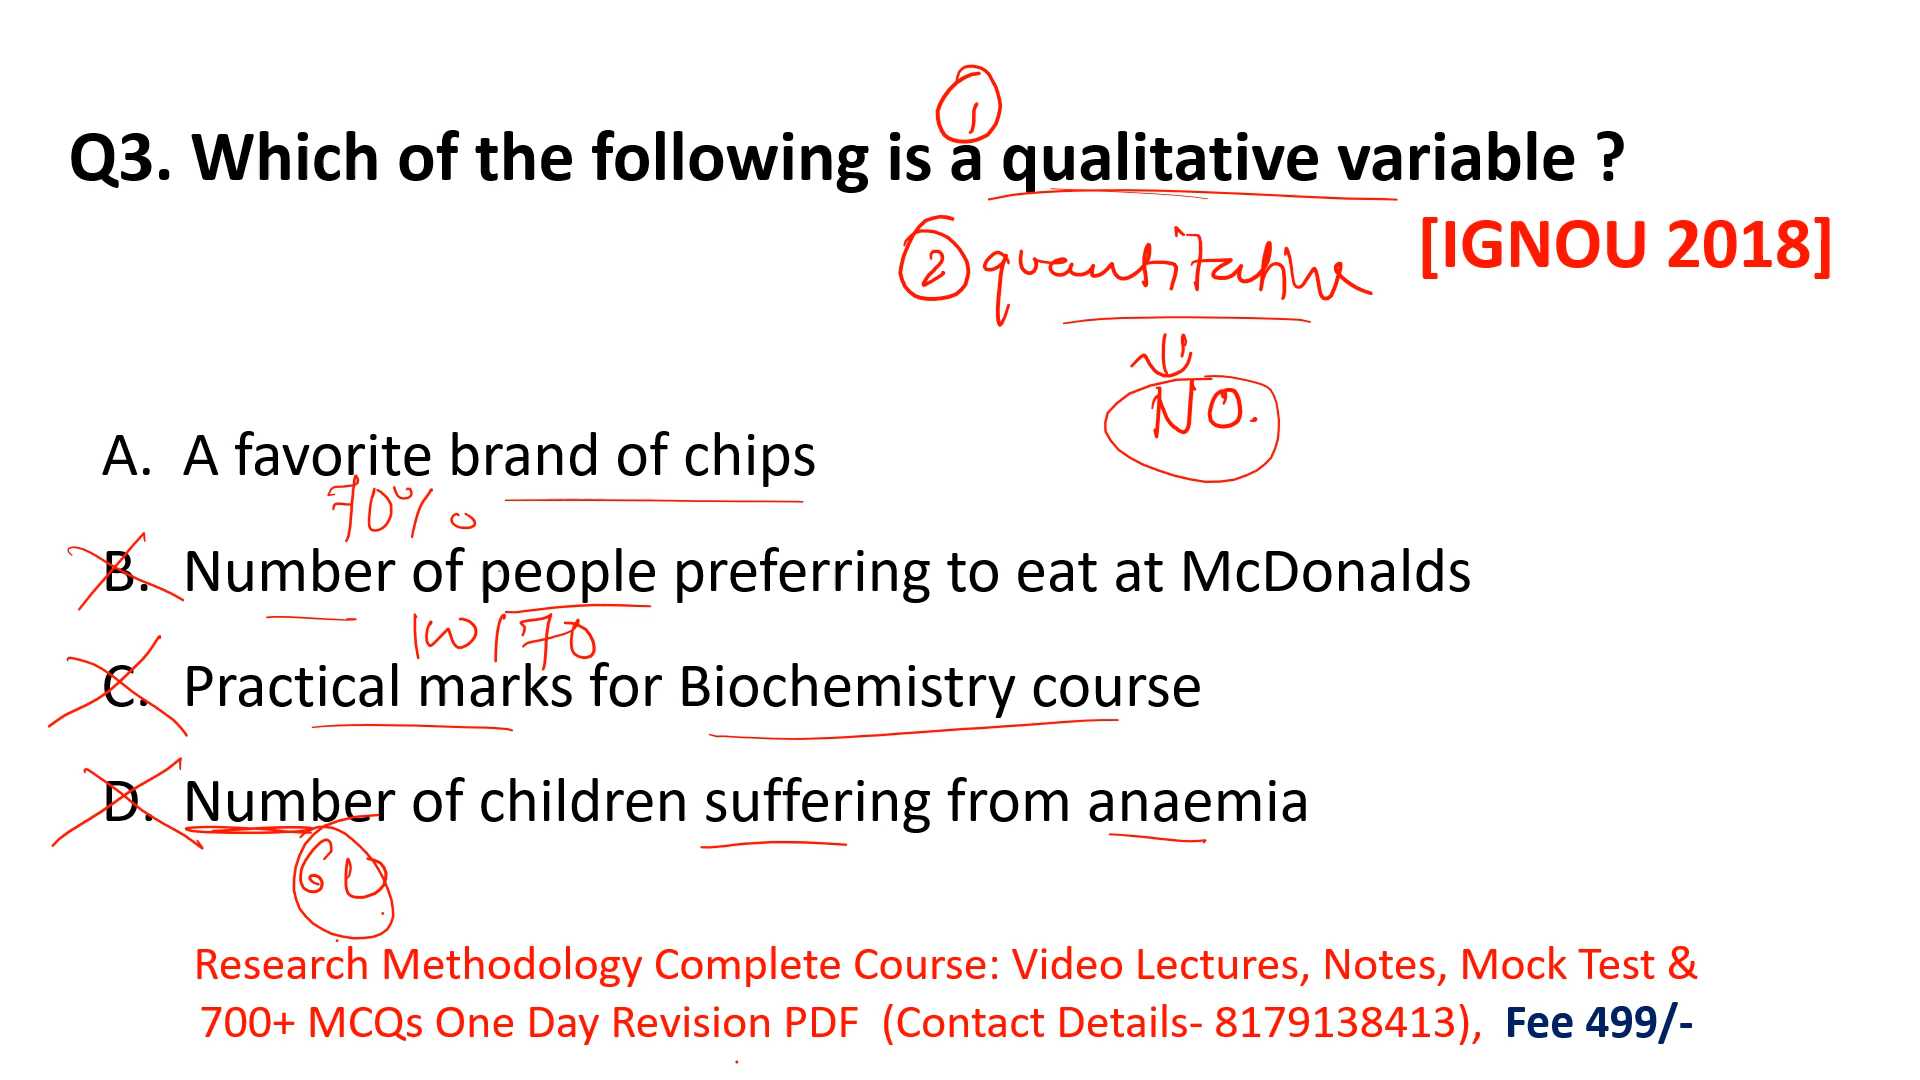 1
Q3. Which of the following is a qualitative variable ?
[IGNOU 2018]
2 quantitative
NO.
A. A favorite brand of chips
70%
B. Number of people preferring to eat at McDonalds
100 / 70
C. Practical marks for Biochemistry course
D. Number of children suffering from anaemia
60
Research Methodology Complete Course: Video Lectures, Notes, Mock Test &
700+ MCQs One Day Revision PDF (Contact Details- 8179138413), Fee 499/-